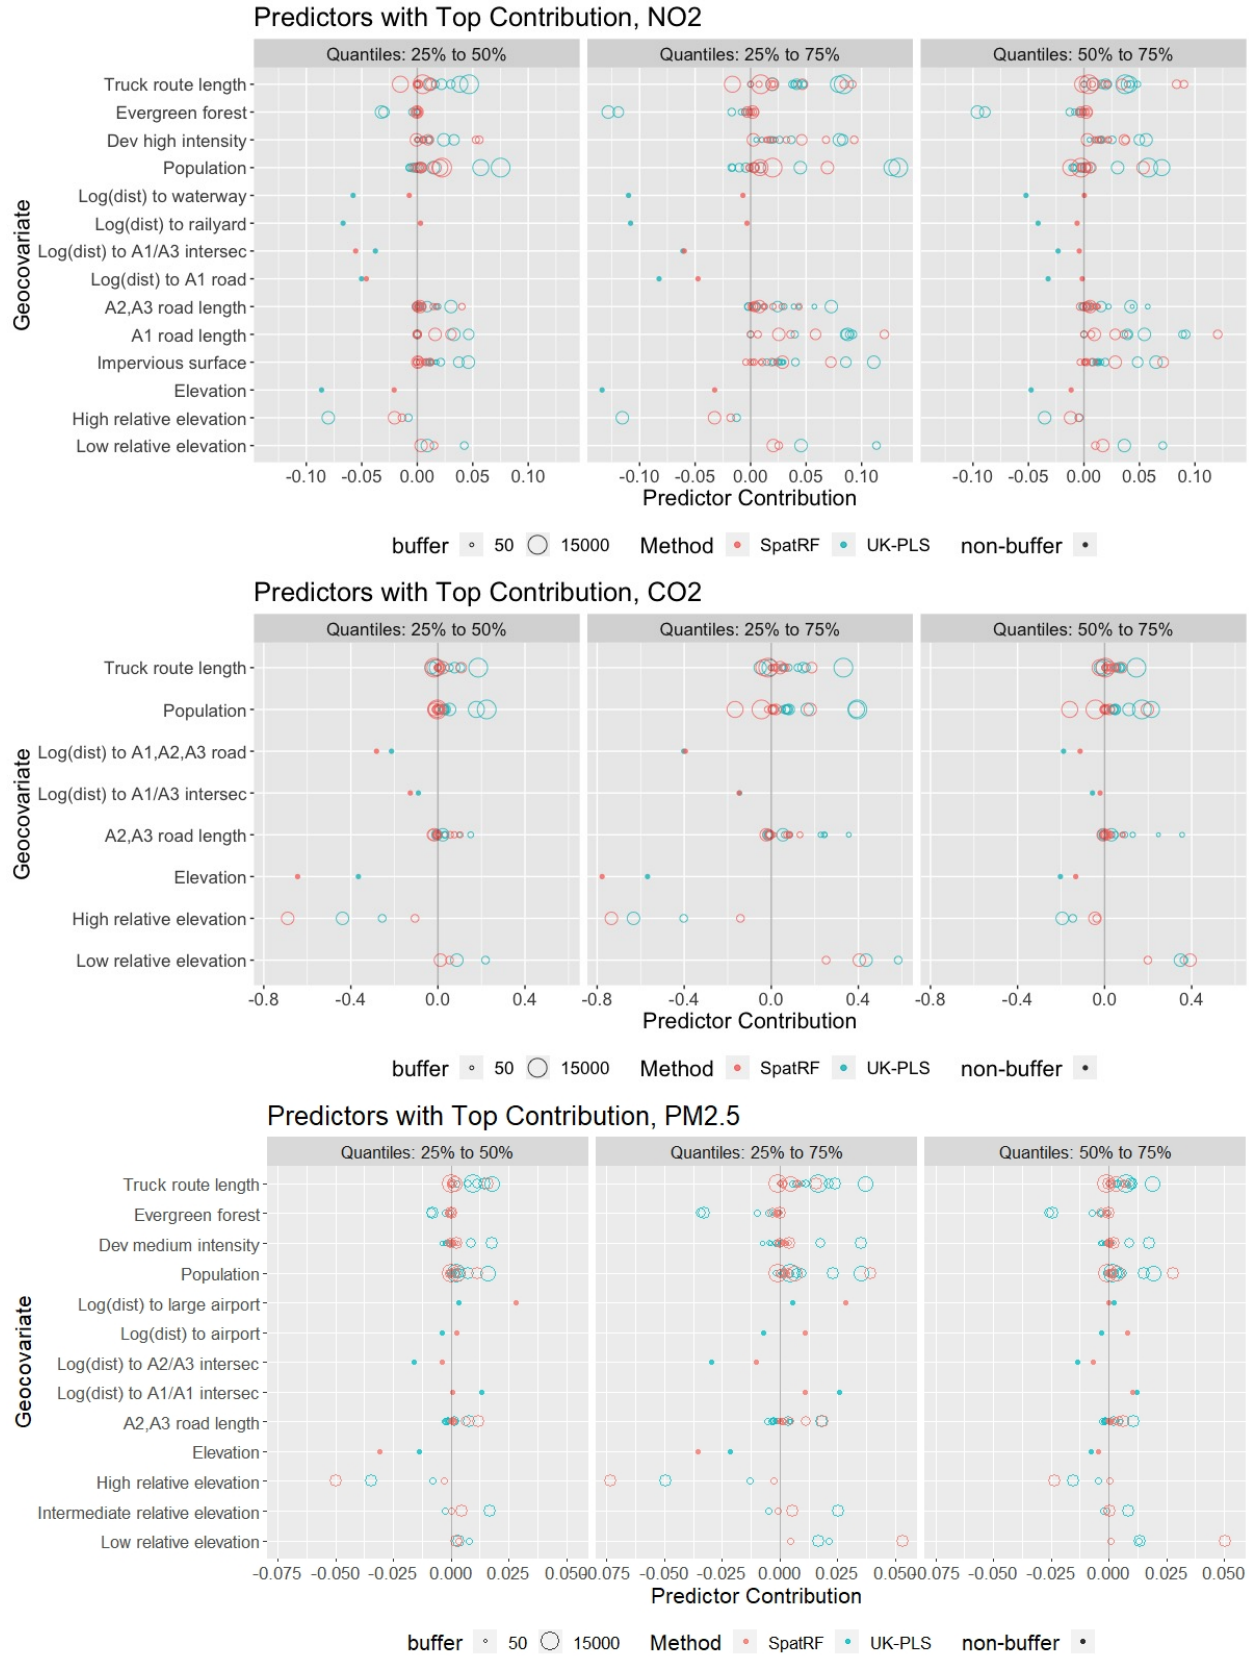 Predictors with Top Contribution, NO2
Quantiles: 25% to 50% Quantiles: 25% to 75% Quantiles: 50% to 75%
Geocovariate
Truck route length
Evergreen forest
Dev high intensity
Population
Log(dist) to waterway
Log(dist) to railyard
Log(dist) to A1/A3 intersec
Log(dist) to A1 road
A2,A3 road length
A1 road length
Impervious surface
Elevation
High relative elevation
Low relative elevation
-0.10 -0.05 0.00 0.05 0.10 -0.10 -0.05 0.00 0.05 0.10 -0.10 -0.05 0.00 0.05 0.10
Predictor Contribution
buffer 50 15000 Method SpatRF UK-PLS non-buffer
Predictors with Top Contribution, CO2
Quantiles: 25% to 50% Quantiles: 25% to 75% Quantiles: 50% to 75%
Geocovariate
Truck route length
Population
Log(dist) to A1,A2,A3 road
Log(dist) to A1/A3 intersec
A2,A3 road length
Elevation
High relative elevation
Low relative elevation
-0.8 -0.4 0.0 0.4 -0.8 -0.4 0.0 0.4 -0.8 -0.4 0.0 0.4
Predictor Contribution
buffer 50 15000 Method SpatRF UK-PLS non-buffer
Predictors with Top Contribution, PM2.5
Quantiles: 25% to 50% Quantiles: 25% to 75% Quantiles: 50% to 75%
Geocovariate
Truck route length
Evergreen forest
Dev medium intensity
Population
Log(dist) to large airport
Log(dist) to airport
Log(dist) to A2/A3 intersec
Log(dist) to A1/A1 intersec
A2,A3 road length
Elevation
High relative elevation
Intermediate relative elevation
Low relative elevation
-0.075 -0.050 -0.025 0.000 0.025 0.050 -0.075 -0.050 -0.025 0.000 0.025 0.050 -0.075 -0.050 -0.025 0.000 0.025 0.050
Predictor Contribution
buffer 50 15000 Method SpatRF UK-PLS non-buffer